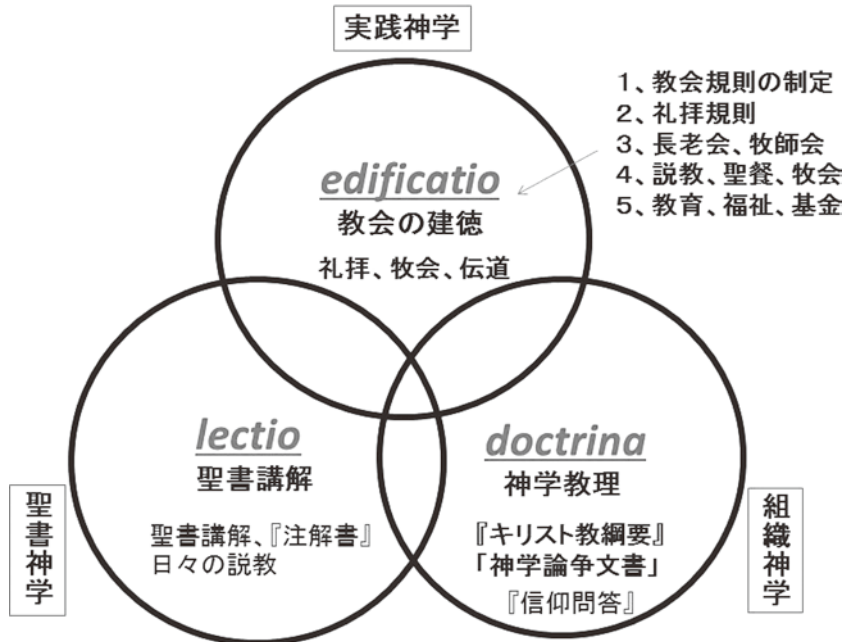 実践神学
1、教会規則の制定
2、礼拝規則
3、長老会、牧師会
4、説教、聖餐、牧会
5、教育、福祉、基金
edificatio
教会の建徳
礼拝、牧会、伝道
lectio
聖書講解
聖書講解、『注解書』
日々の説教
聖書神学
doctrina
神学教理
『キリスト教綱要』
「神学論争文書」
『信仰問答』
組織神学